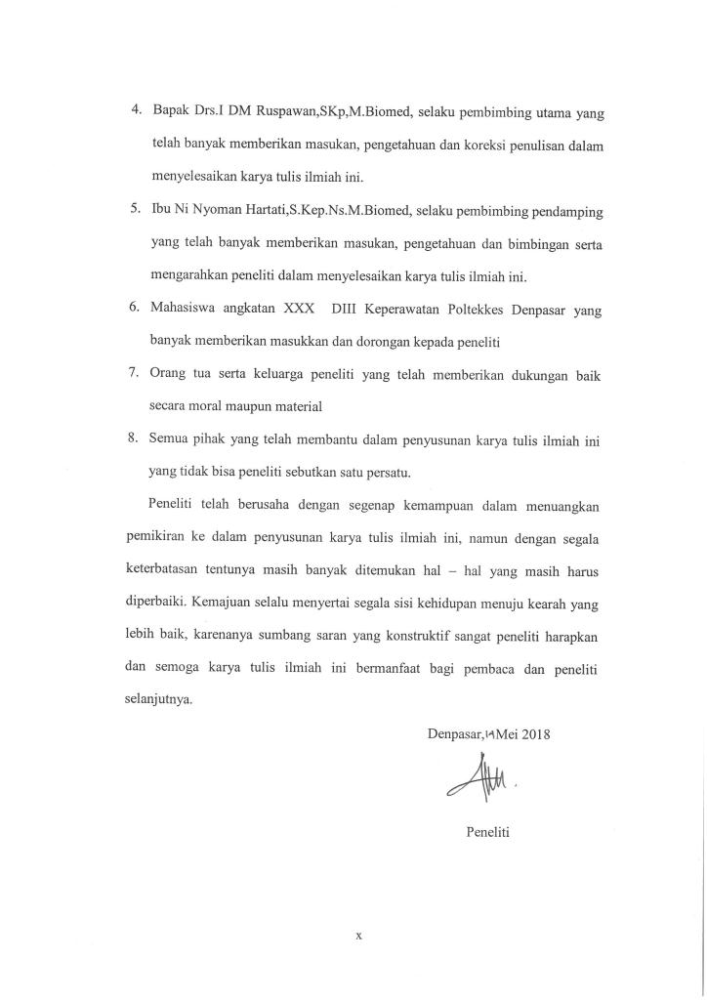 4. Bapak Drs.I DM Ruspawan,SKp,M.Biomed, selaku pembimbing utama yang
telah banyak memberikan masukan, pengetahuan dan koreksi penulisan dalam
menyelesaikan karya tulis ilmiah ini.
5. Ibu Ni Nyoman Hartati,S.Kep.Ns.M.Biomed, selaku pembimbing pendamping
yang telah banyak memberikan masukan, pengetahuan dan bimbingan serta
mengarahkan peneliti dalam menyelesaikan karya tulis ilmiah ini.
6. Mahasiswa angkatan XXX DIII Keperawatan Poltekkes Denpasar yang
banyak memberikan masukkan dan dorongan kepada peneliti
7. Orang tua serta keluarga peneliti yang telah memberikan dukungan baik
secara moral maupun material
8. Semua pihak yang telah membantu dalam penyusunan karya tulis ilmiah ini
yang tidak bisa peneliti sebutkan satu persatu.
Peneliti telah berusaha dengan segenap kemampuan dalam menuangkan
pemikiran ke dalam penyusunan karya tulis ilmiah ini, namun dengan segala
keterbatasan tentunya masih banyak ditemukan hal – hal yang masih harus
diperbaiki. Kemajuan selalu menyertai segala sisi kehidupan menuju kearah yang
lebih baik, karenanya sumbang saran yang konstruktif sangat peneliti harapkan
dan semoga karya tulis ilmiah ini bermanfaat bagi pembaca dan peneliti
selanjutnya.
Denpasar, Mei 2018
Peneliti
x